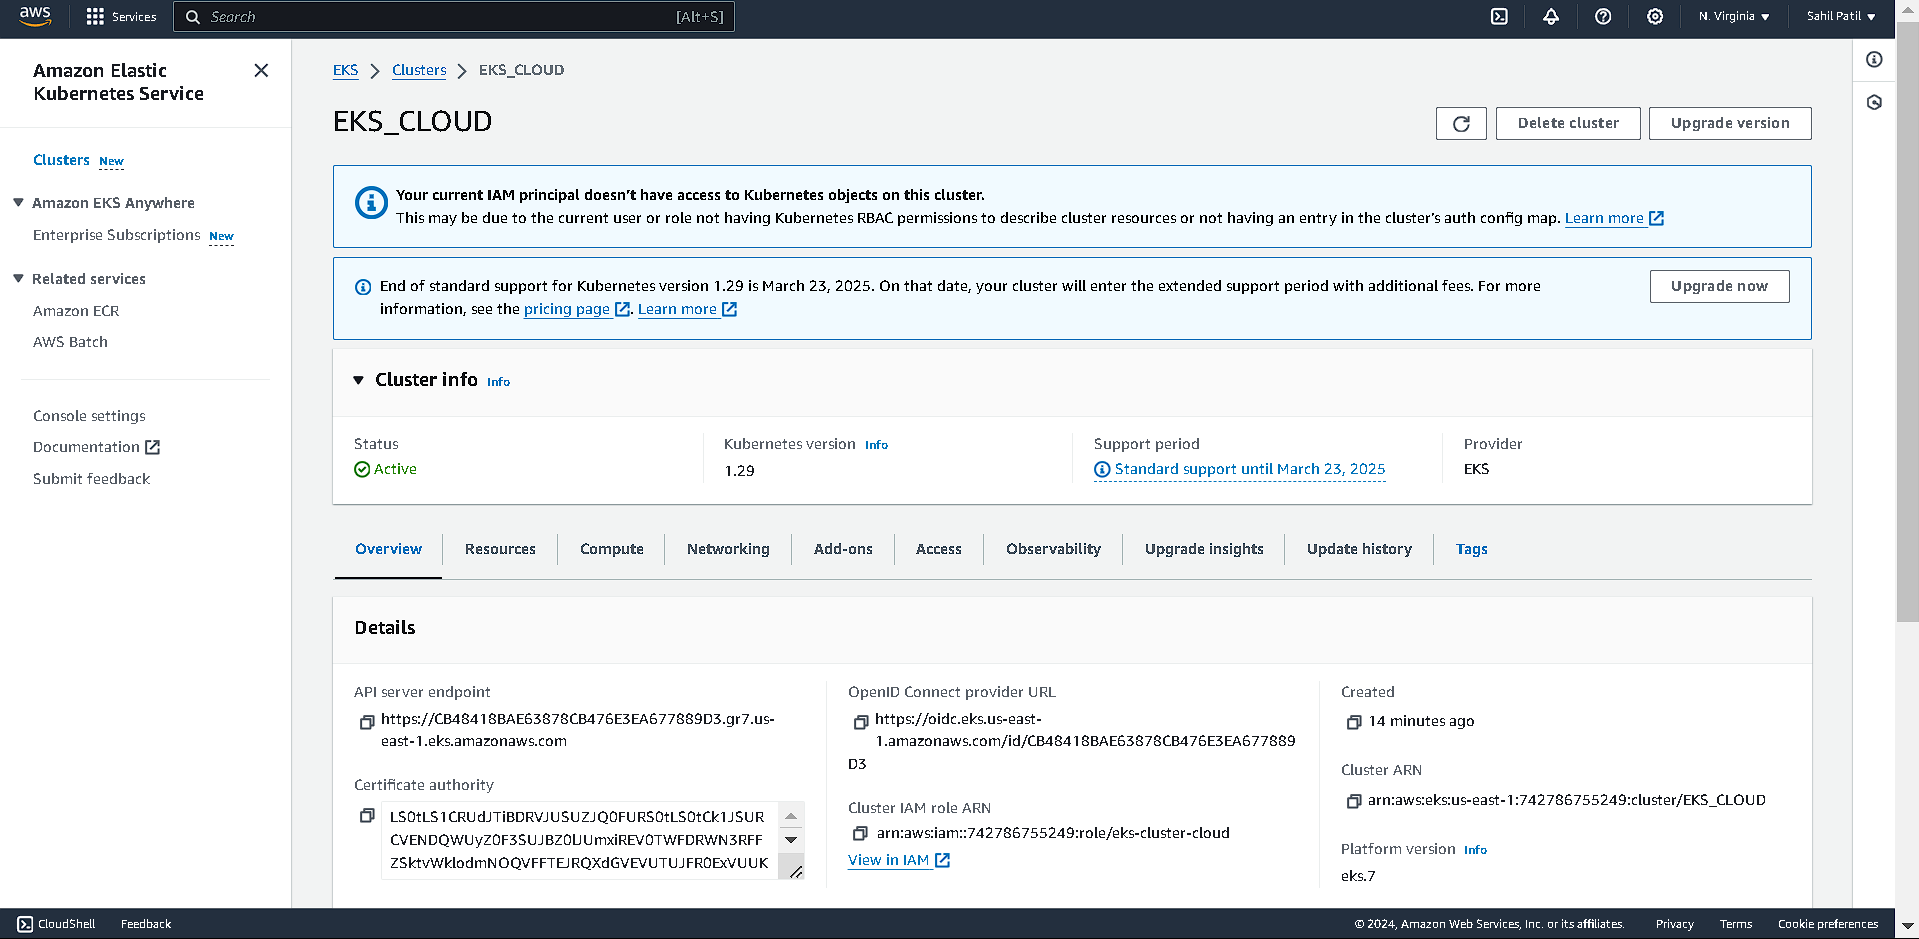 aws
Services
Search
[Alt+S]
N. Virginia
Sahil Patil
Amazon Elastic
Kubernetes Service
Clusters New
Amazon EKS Anywhere
Enterprise Subscriptions New
Related services
Amazon ECR
AWS Batch
Console settings
Documentation
Submit feedback
EKS
Clusters
EKS_CLOUD
EKS_CLOUD
Delete cluster
Upgrade version
Your current IAM principal doesn't have access to Kubernetes objects on this cluster.
This may be due to the current user or role not having Kubernetes RBAC permissions to describe cluster resources or not having an entry in the cluster's auth config map. Learn more
End of standard support for Kubernetes version 1.29 is March 23, 2025. On that date, your cluster will enter the extended support period with additional fees. For more
information, see the pricing page . Learn more
Upgrade now
Cluster info Info
Status
Active
Kubernetes version Info
1.29
Support period
Standard support until March 23, 2025
Provider
EKS
Overview
Resources
Compute
Networking
Add-ons
Access
Observability
Upgrade insights
Update history
Tags
Details
API server endpoint
https://CB48418BAE63878CB476E3EA677889D3.gr7.us-
east-1.eks.amazonaws.com
Certificate authority
LS0tLS1CRUdJTiBDRVJUSUZJQ0FURS0tLS0tCk1JSUR
CVENDQWUyZ0F3SUJBZ0lJUmxiREV0TWFDRWN3RFF
ZSktvWklodmNOQVFFTEJRQXdGVEVUTUJFR0ExVUUK
OpenID Connect provider URL
https://oidc.eks.us-east-
1.amazonaws.com/id/CB48418BAE63878CB476E3EA677889
D3
Cluster IAM role ARN
arn:aws:iam::742786755249:role/eks-cluster-cloud
View in IAM
Created
14 minutes ago
Cluster ARN
arn:aws:eks:us-east-1:742786755249:cluster/EKS_CLOUD
Platform version Info
eks.7
CloudShell
Feedback
© 2024, Amazon Web Services, Inc. or its affiliates.
Privacy
Terms
Cookie preferences